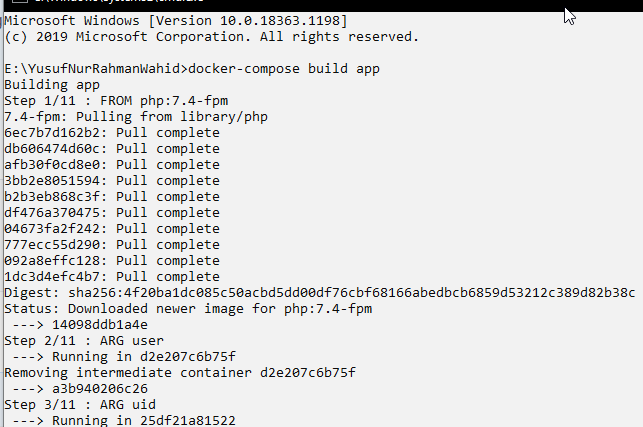 Microsoft Windows [Version 10.0.18363.1198]
(c) 2019 Microsoft Corporation. All rights reserved.
E:\YusufNurRahmanWahid>docker-compose build app
Building app
Step 1/11 : FROM php:7.4-fpm
7.4-fpm: Pulling from library/php
6ec7b7d162b2: Pull complete
db606474d60c: Pull complete
afb30f0cd8e0: Pull complete
3bb2e8051594: Pull complete
b2b3eb868c3f: Pull complete
df476a370475: Pull complete
04673fa2f242: Pull complete
777ecc55d290: Pull complete
092a8effc128: Pull complete
1dc3d4efc4b7: Pull complete
Digest: sha256:4f20ba1dc085c50acbd5dd00df76cbf68166abedbcb6859d53212c389d82b38c
Status: Downloaded newer image for php:7.4-fpm
---> 14098ddb1a4e
Step 2/11 : ARG user
---> Running in d2e207c6b75f
Removing intermediate container d2e207c6b75f
---> a3b940206c26
Step 3/11 : ARG uid
---> Running in 25df21a81522